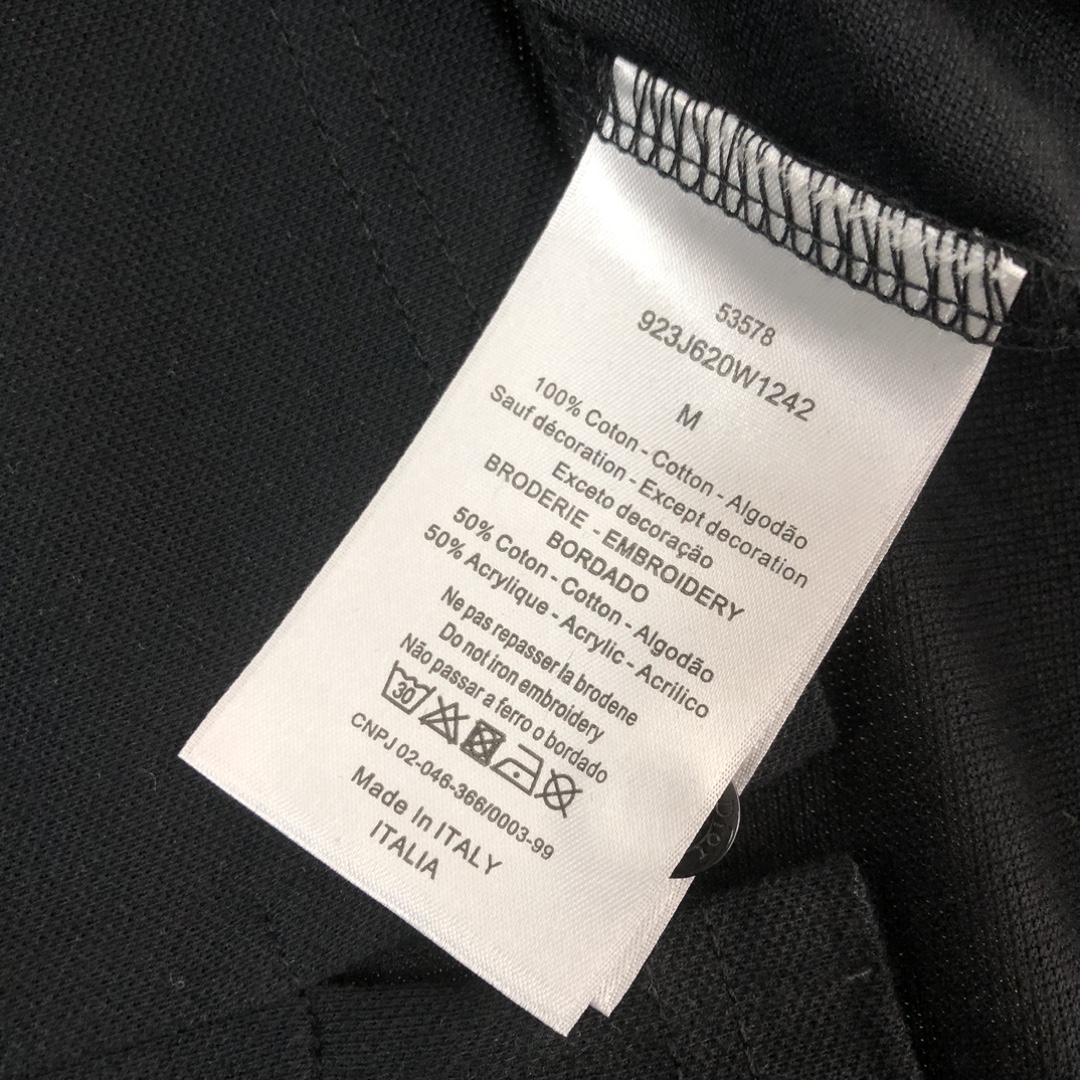 53578
923J620W1242
M
100% Coton - Cotton - Algodão
Sauf décoration - Except decoration
Exceto decoração
BRODERIE - EMBROIDERY
BORDADO
50% Coton - Cotton - Algodão
50% Acrylique - Acrylic - Acrílico
Ne pas repasser la brodene
Do not iron embroidery
Não passar a ferro o bordado
30
CNPJ 02-046-366/0003-99
Made In ITALY
ITALIA